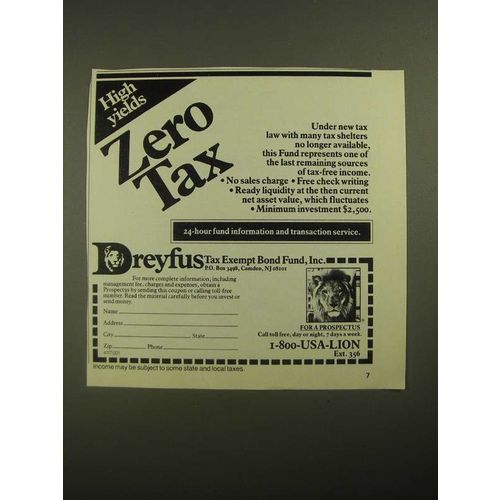 High
yields
Zero
Tax
Under new tax
law with many tax shelters
no longer available,
this Fund represents one of
the last remaining sources
of tax-free income.
• No sales charge • Free check writing
• Ready liquidity at the then current
net asset value, which fluctuates
• Minimum investment $2,500.
24-hour fund information and transaction service.
Dreyfus Tax Exempt Bond Fund, Inc.
P.O. Box 3498, Camden, NJ 08101
For more complete information, including
management fee, charges and expenses, obtain a
Prospectus by sending this coupon or calling toll-free
number. Read the material carefully before you invest or
send money.
Name
Address
City State
Zip Phone
FOR A PROSPECTUS
Call toll free, day or night, 7 days a week.
1-800-USA-LION
Ext. 356
Income may be subject to some state and local taxes.
7